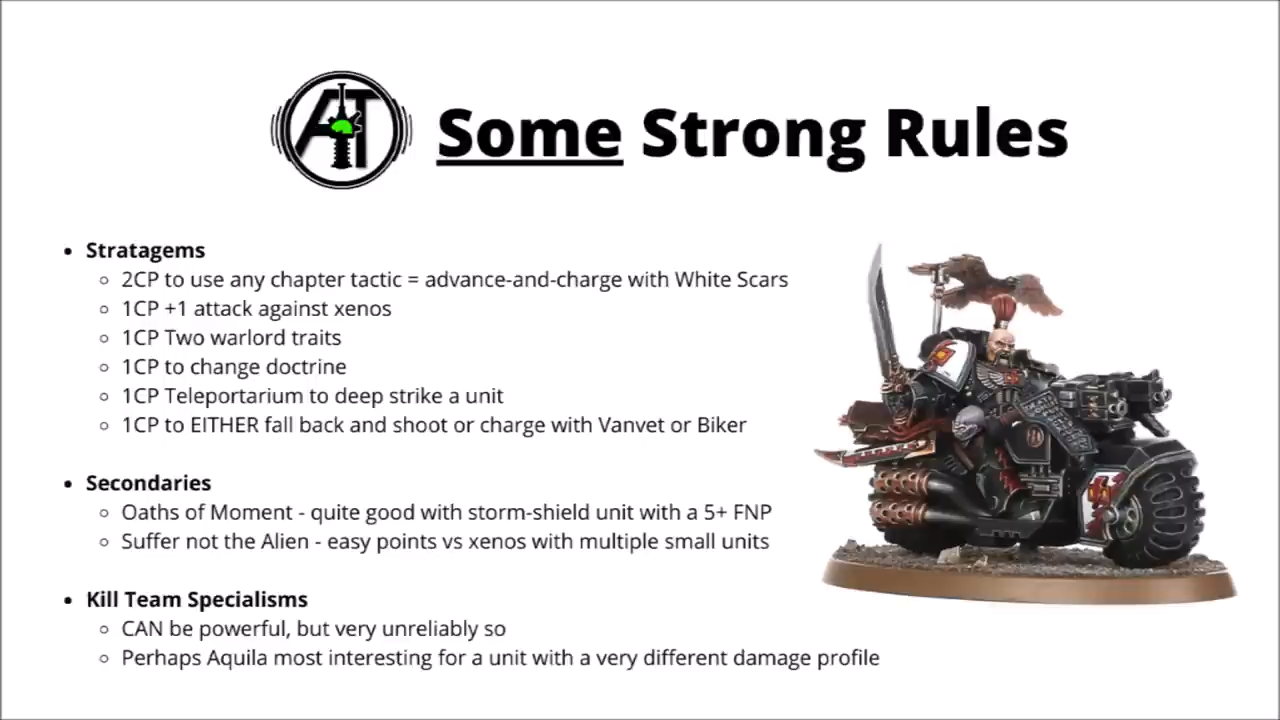 AT
Some Strong Rules
• Stratagems
○ 2CP to use any chapter tactic = advance-and-charge with White Scars
○ 1CP +1 attack against xenos
○ 1CP Two warlord traits
○ 1CP to change doctrine
○ 1CP Teleportarium to deep strike a unit
○ 1CP to EITHER fall back and shoot or charge with Vanvet or Biker
• Secondaries
○ Oaths of Moment - quite good with storm-shield unit with a 5+ FNP
○ Suffer not the Alien - easy points vs xenos with multiple small units
• Kill Team Specialisms
○ CAN be powerful, but very unreliably so
○ Perhaps Aquila most interesting for a unit with a very different damage profile